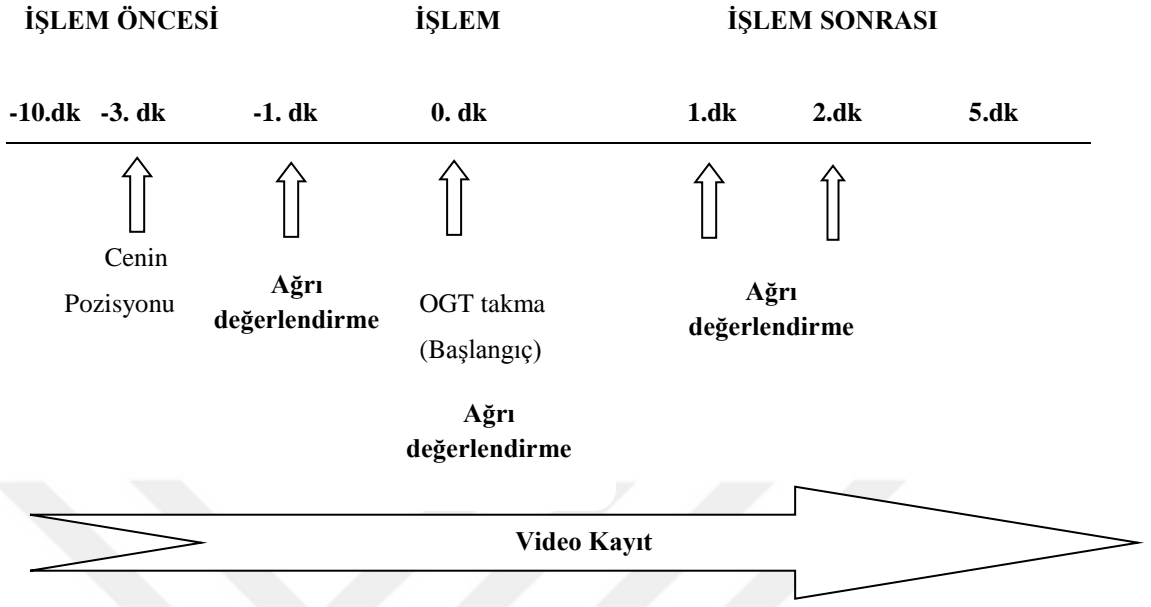 İŞLEM ÖNCESİ İŞLEM İŞLEM SONRASI
-10.dk -3. dk -1. dk 0. dk 1.dk 2.dk 5.dk
Cenin
Pozisyonu
Ağrı
değerlendirme
OGT takma
(Başlangıç)
Ağrı
değerlendirme
Ağrı
değerlendirme
Video Kayıt